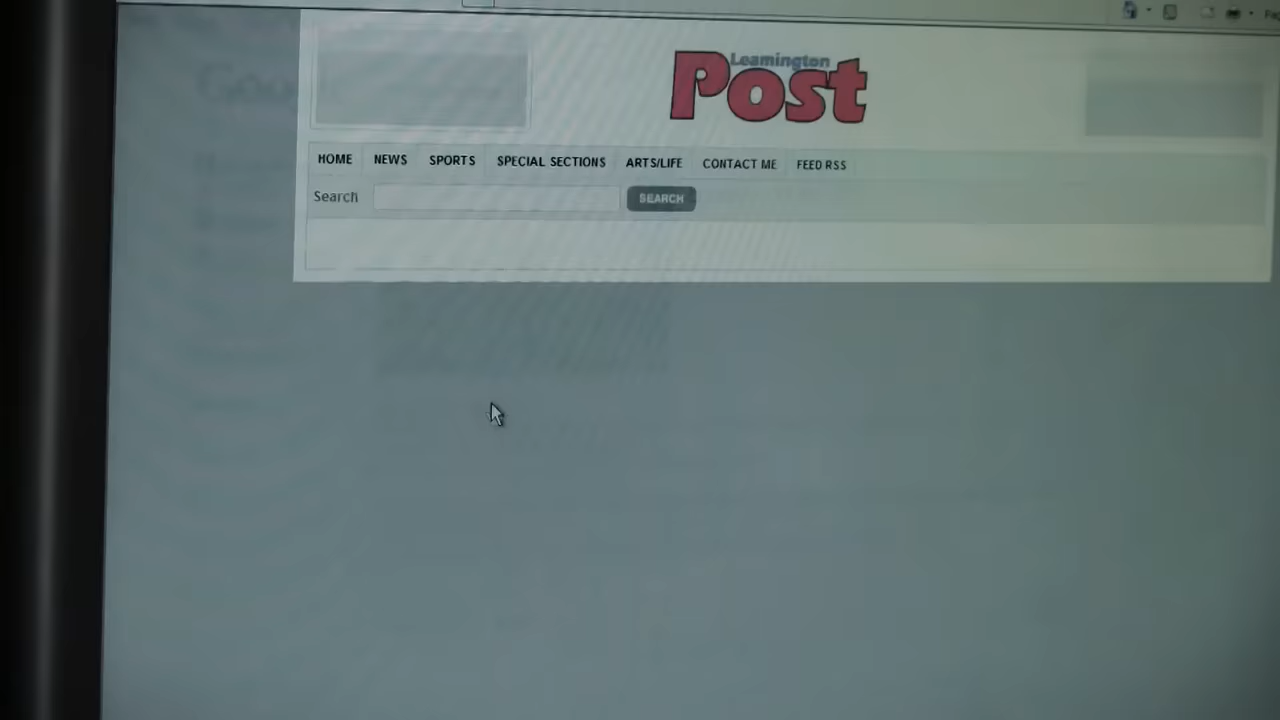 Leamington
Post
HOME NEWS SPORTS SPECIAL SECTIONS ARTS/LIFE CONTACT ME FEED RSS
Search SEARCH